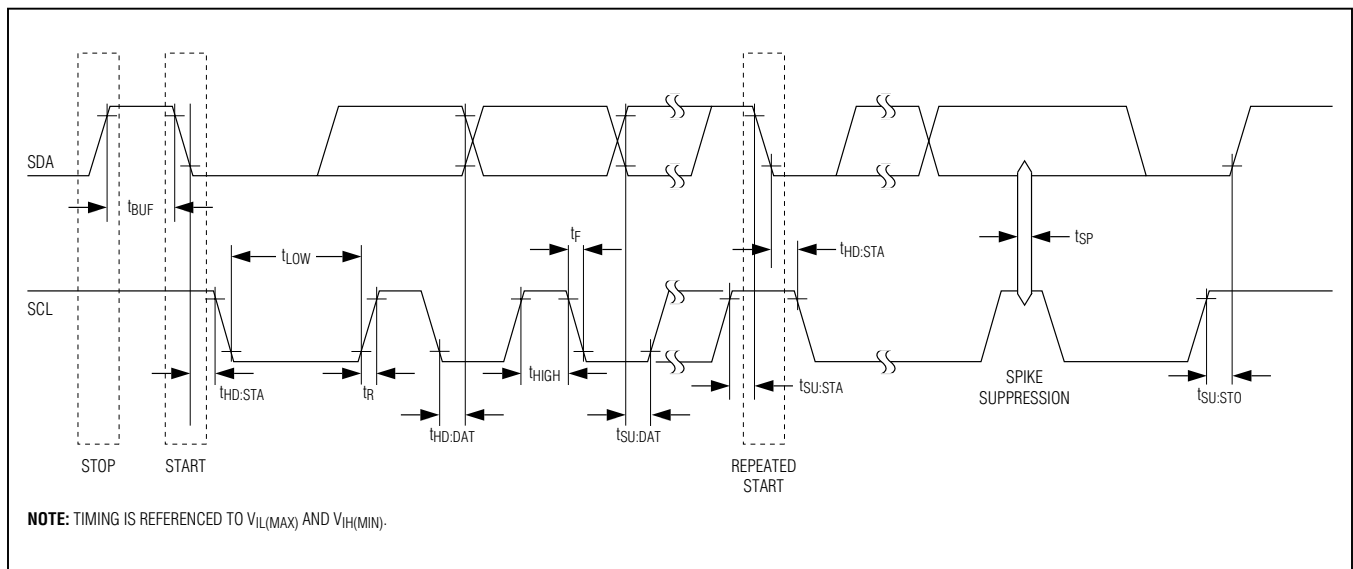 SDA
tBUF
tF
tLOW
tHD:STA
tSP
SCL
tHD:STA
tR
tHIGH
tSU:STA
SPIKE
SUPPRESSION
tSU:STO
tHD:DAT
tSU:DAT
STOP
START
REPEATED
START
NOTE: TIMING IS REFERENCED TO VIL(MAX) AND VIH(MIN).